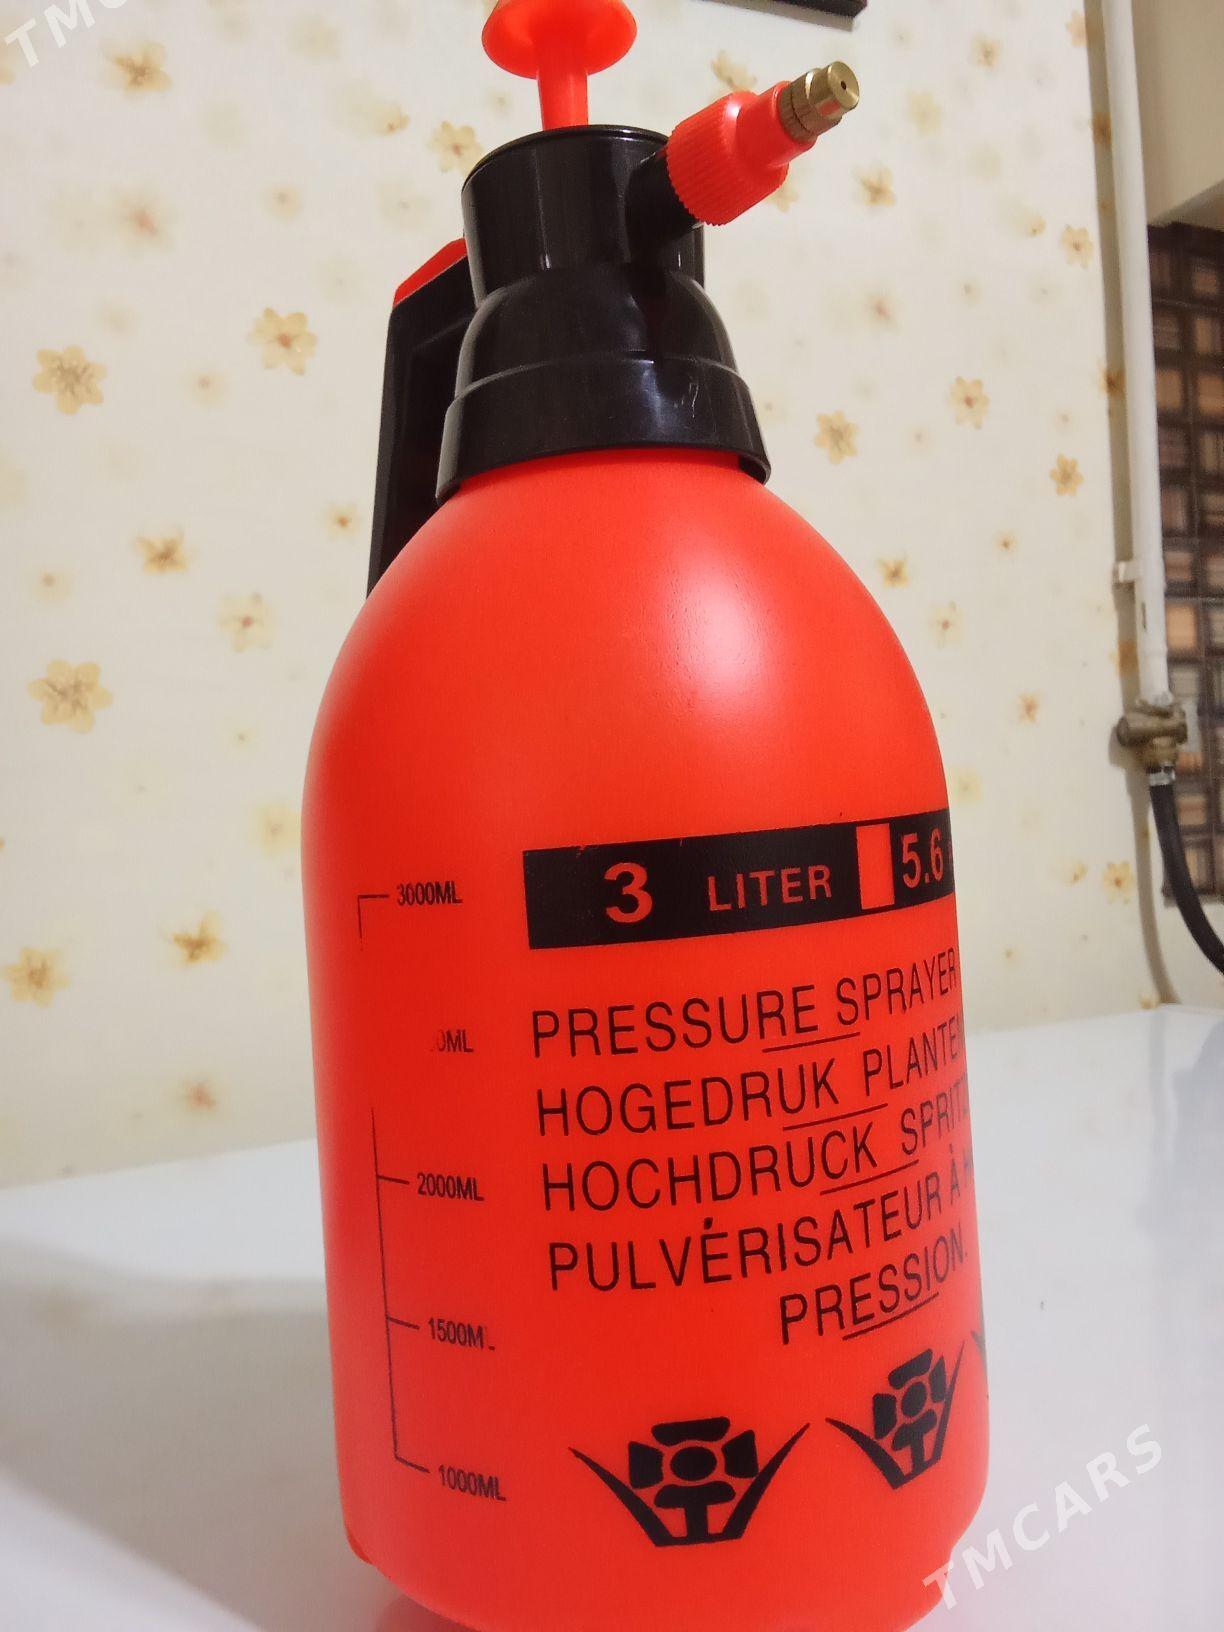 3 LITER 5.6
PRESSURE SPRAYER
HOGEDRUK
HOCHDRUCK
PULVÉRISATEUR À
PRESSION.
3000ML
2000ML
1500ML
1000ML
TMCARS